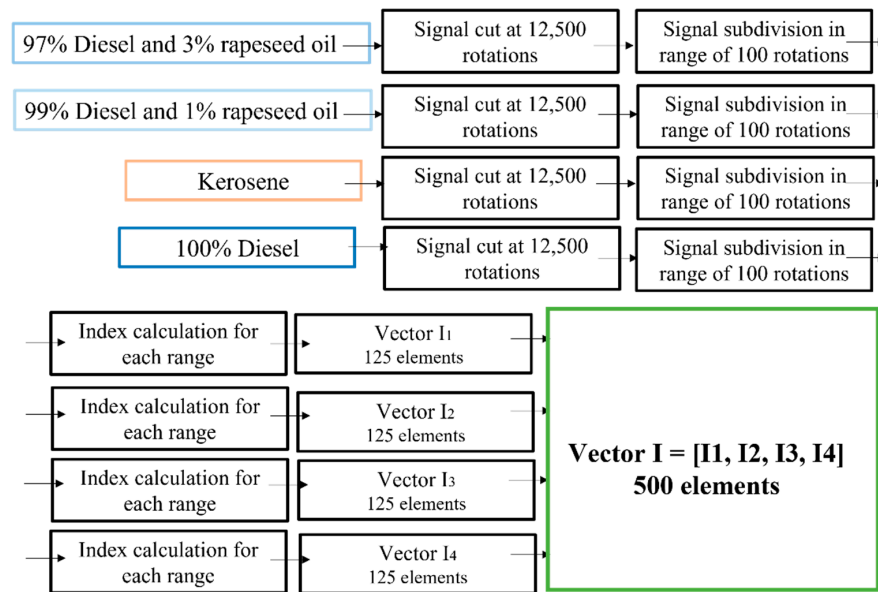 97% Diesel and 3% rapeseed oil
Signal cut at 12,500
rotations
Signal subdivision in
range of 100 rotations
99% Diesel and 1% rapeseed oil
Signal cut at 12,500
rotations
Signal subdivision in
range of 100 rotations
Kerosene
Signal cut at 12,500
rotations
Signal subdivision in
range of 100 rotations
100% Diesel
Signal cut at 12,500
rotations
Signal subdivision in
range of 100 rotations
Index calculation for
each range
Vector I₁
125 elements
Index calculation for
each range
Vector I₂
125 elements
Index calculation for
each range
Vector I₃
125 elements
Index calculation for
each range
Vector I₄
125 elements
Vector I = [I1, I2, I3, I4]
500 elements